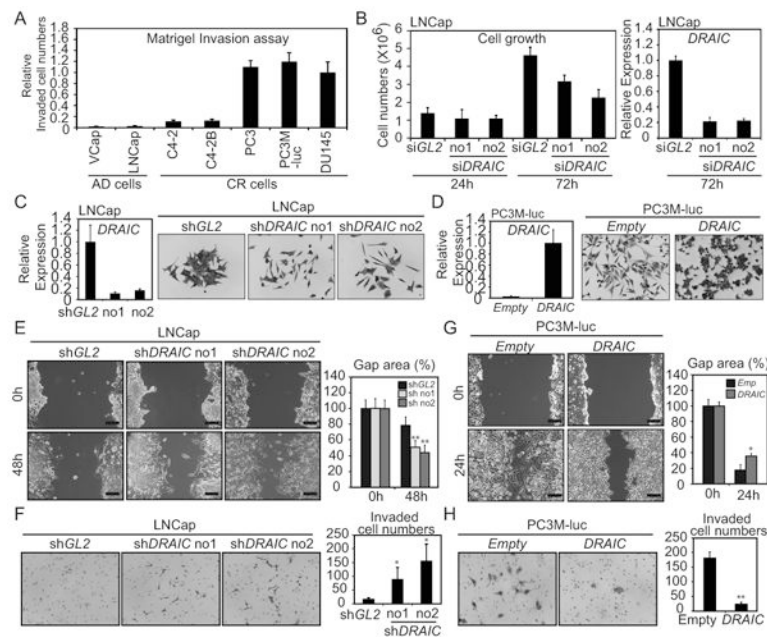 A
Matrigel Invasion assay
Relative
Invaded cell numbers
1.4
1.2
1.0
0.8
0.6
0.4
0.2
VCap
LNCap
C4-2
C4-2B
PC3
PC3M
-luc
DU145
AD cells
CR cells
B
LNCap
Cell growth
Cell numbers (X10⁶)
6
5
4
3
2
1
0
siGL2 no1 no2 siGL2 no1 no2
siDRAIC siDRAIC
24h 72h
LNCap
DRAIC
Relative Expression
1.4
1.2
1.0
0.8
0.6
0.4
0.2
0
siGL2 no1 no2
siDRAIC
72h
C
LNCap
DRAIC
Relative
Expression
1.4
1.2
1.0
0.8
0.6
0.4
0.2
0
shGL2 no1 no2
LNCap
shGL2 shDRAIC no1 shDRAIC no2
D
PC3M-luc
DRAIC
Relative
Expression
1.4
1.2
1.0
0.8
0.6
0.4
0.2
0
Empty DRAIC
PC3M-luc
Empty DRAIC
E
LNCap
shGL2 shDRAIC no1 shDRAIC no2
0h
48h
Gap area (%)
140
120
100
80
60
40
20
0
shGL2
sh no1
sh no2
** **
0h 48h
G
PC3M-luc
Empty DRAIC
0h
24h
Gap area (%)
140
120
100
80
60
40
20
0
Emp
DRAIC
*
0h 24h
F
LNCap
shGL2 shDRAIC no1 shDRAIC no2
Invaded
cell numbers
250
200
150
100
50
0
* *
shGL2 no1 no2
shDRAIC
H
PC3M-luc
Empty DRAIC
Invaded
cell numbers
250
200
150
100
50
0
**
Empty DRAIC